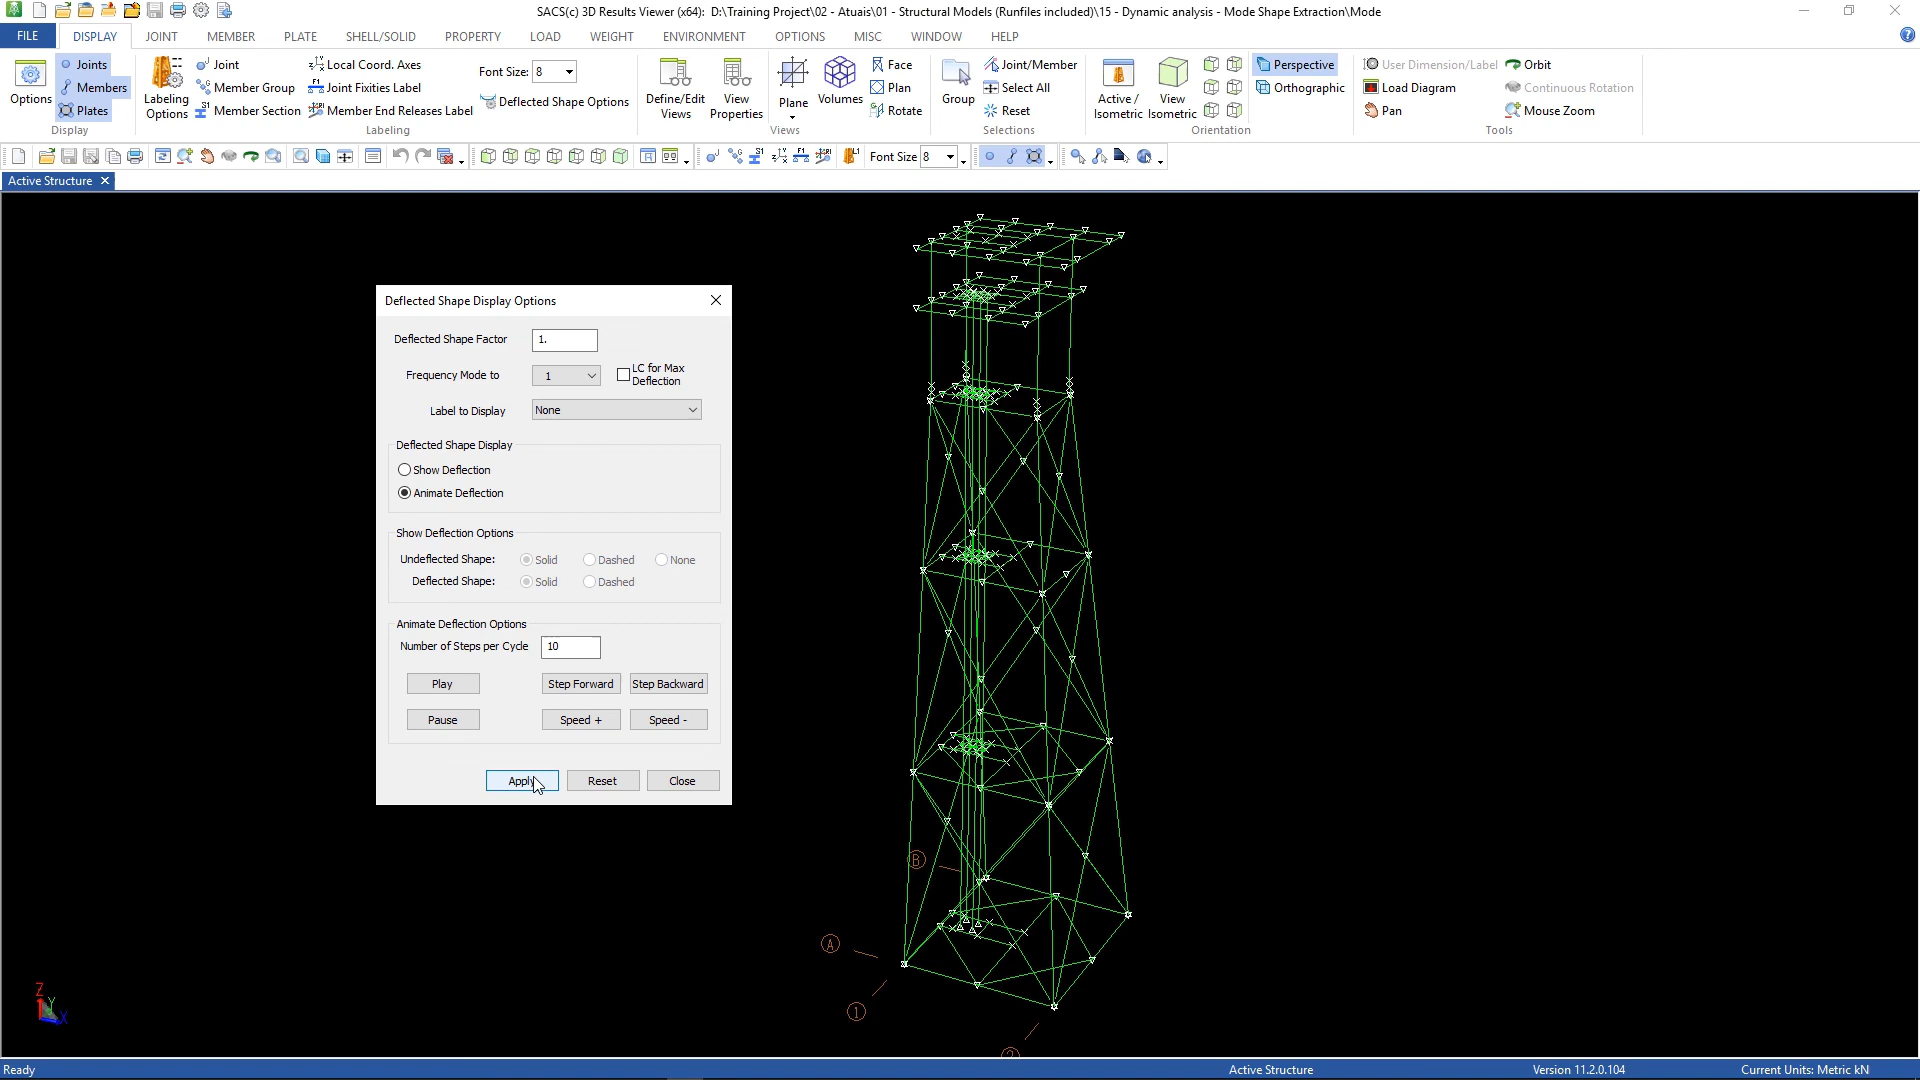 SACS(c) 3D Results Viewer (x64): D:\Training Project\02 - Atuais\01 - Structural Models (Runfiles included)\15 - Dynamic analysis - Mode Shape Extraction\Mode
FILE DISPLAY JOINT MEMBER PLATE SHELL/SOLID PROPERTY LOAD WEIGHT ENVIRONMENT OPTIONS MISC WINDOW HELP
Joints Joint Local Coord. Axes Font Size: 8 Face Joint/Member Perspective User Dimension/Label Orbit
Members Member Group Joint Fixities Label Plan Select All Orthographic Load Diagram Continuous Rotation
Options Labeling Options Deflected Shape Options Define/Edit Views View Properties Plane Volumes Group Active / Isometric View Isometric
Plates Member Section Member End Releases Label Rotate Reset Pan Mouse Zoom
Display Labeling Views Selections Orientation Tools
Font Size 8
Active Structure
Deflected Shape Display Options
Deflected Shape Factor 1.
Frequency Mode to 1 LC for Max Deflection
Label to Display None
Deflected Shape Display
Show Deflection
Animate Deflection
Show Deflection Options
Undeflected Shape: Solid Dashed None
Deflected Shape: Solid Dashed
Animate Deflection Options
Number of Steps per Cycle 10
Play Step Forward Step Backward
Pause Speed + Speed -
Apply Reset Close
B
A
1
2
Z
Y
X
Ready Active Structure Version 11.2.0.104 Current Units: Metric kN